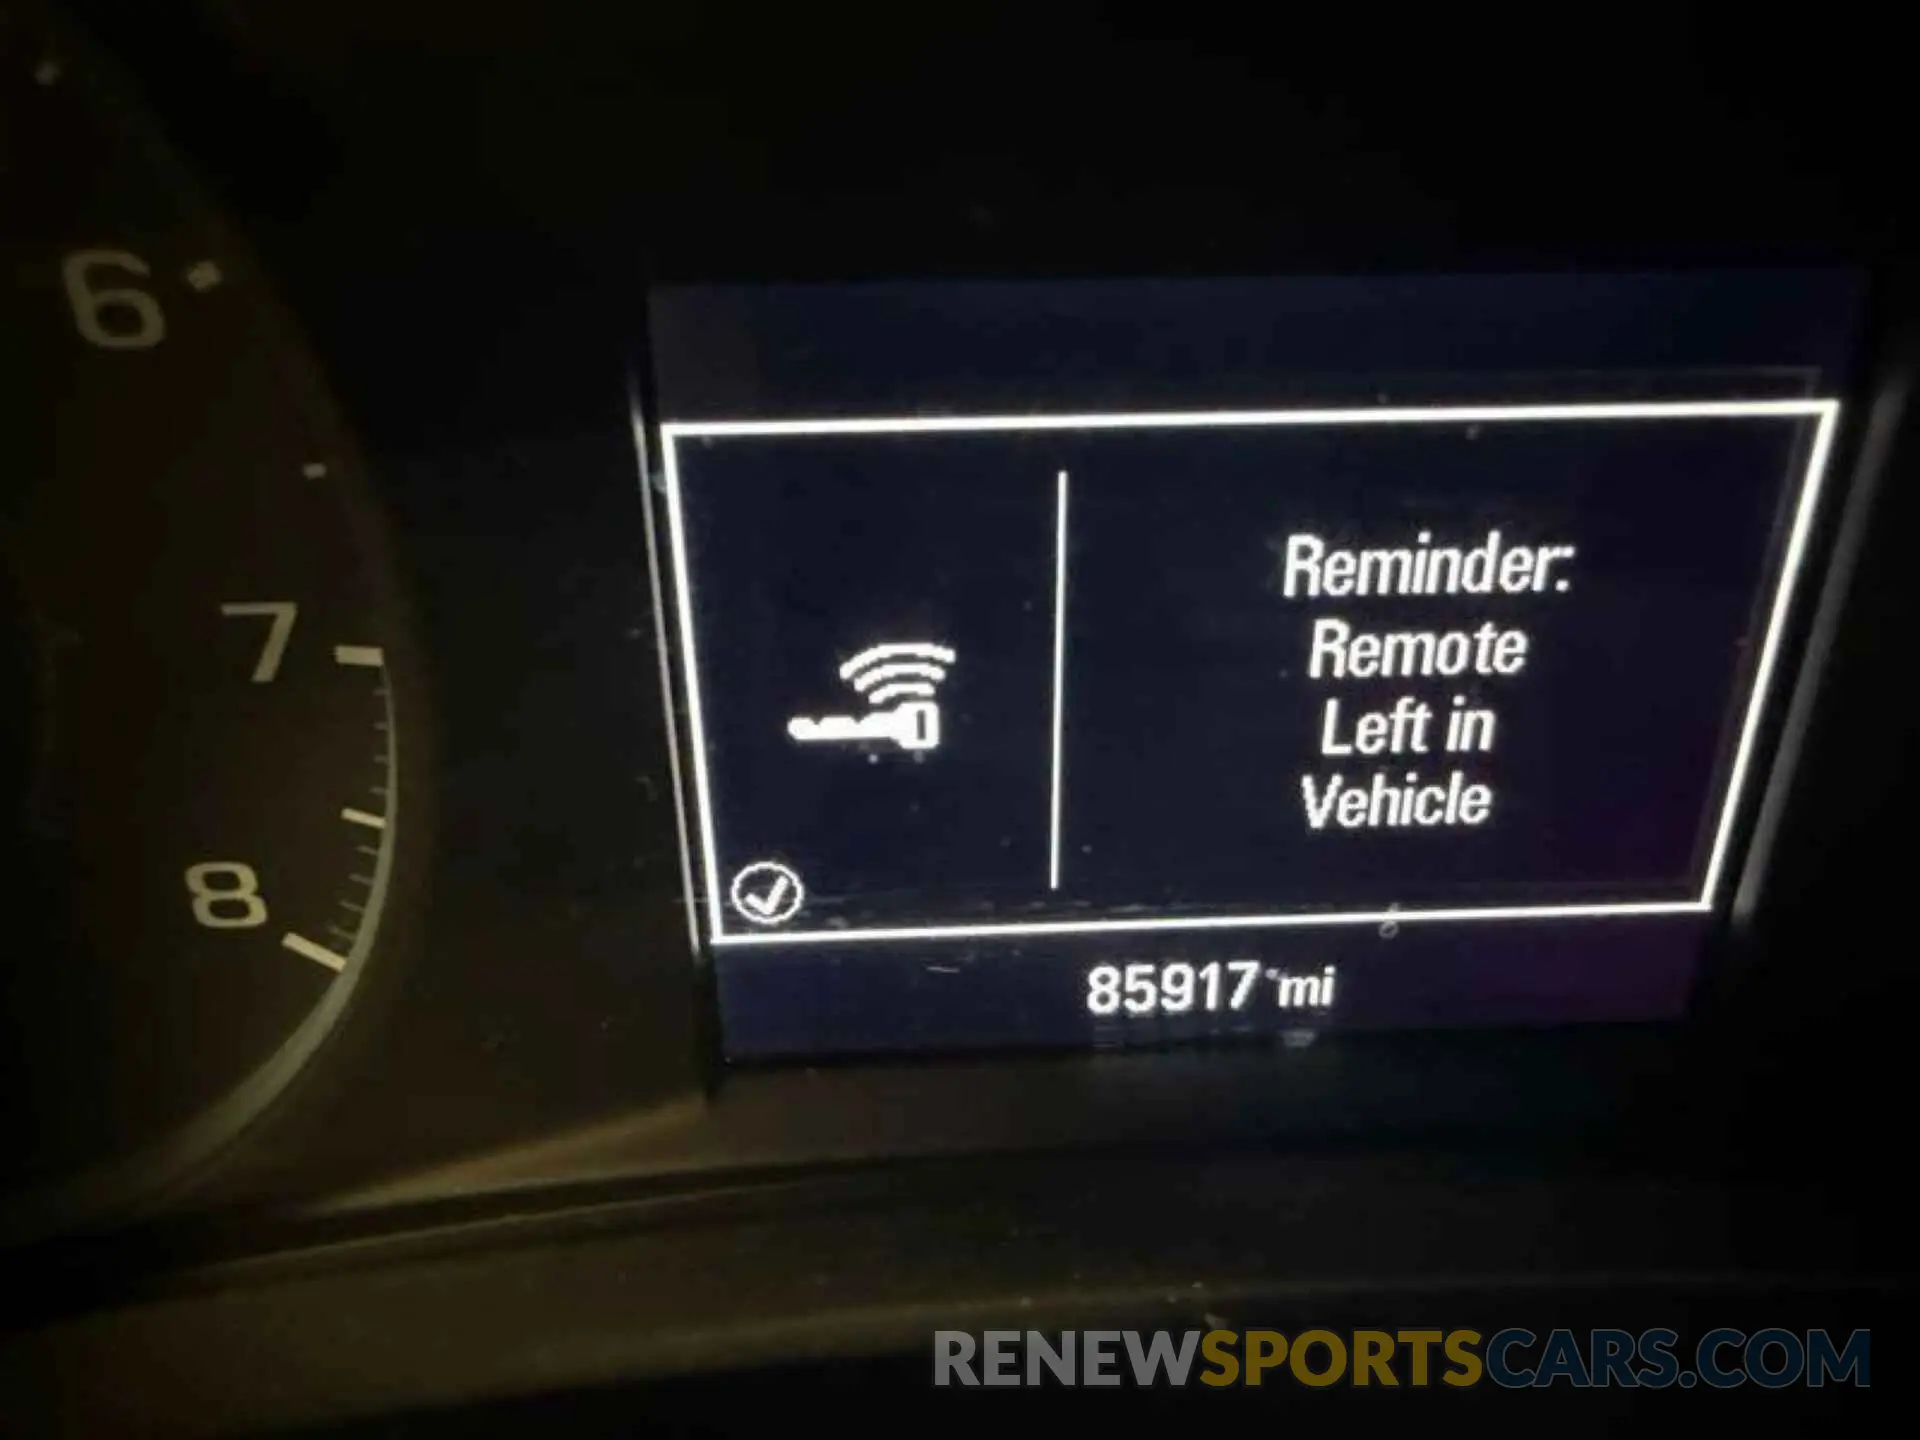 6
7
8
Reminder:
Remote
Left in
Vehicle
85917 mi
RENEWSPORTSCARS.COM